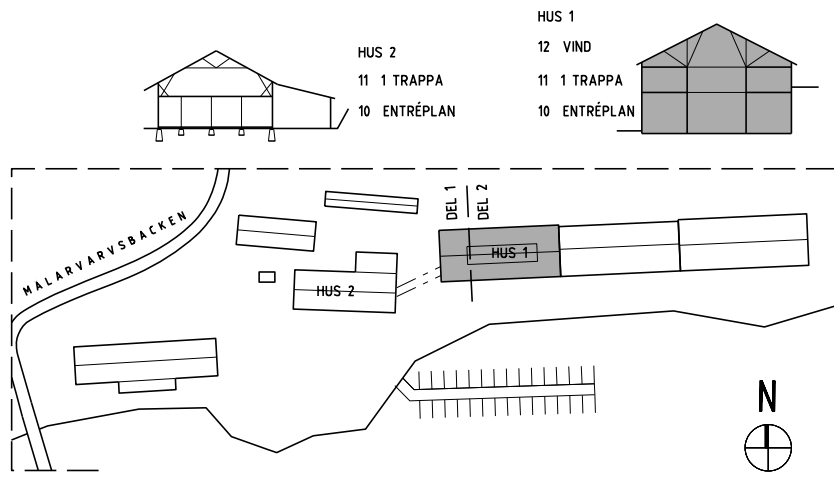 HUS 2
11 1 TRAPPA
10 ENTRÉPLAN
HUS 1
12 VIND
11 1 TRAPPA
10 ENTRÉPLAN
MALARVARVSBACKEN
DEL 1
DEL 2
HUS 1
HUS 2
N